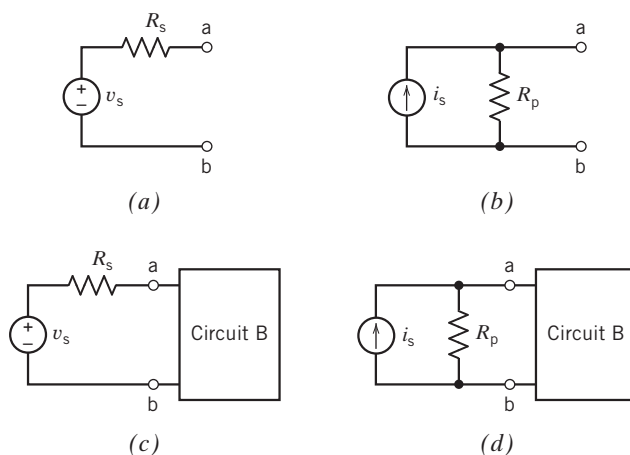 Rs a
+
− vs
b
(a)
a
is Rp
b
(b)
Rs a
+
− vs Circuit B
b
(c)
a
is Rp Circuit B
b
(d)